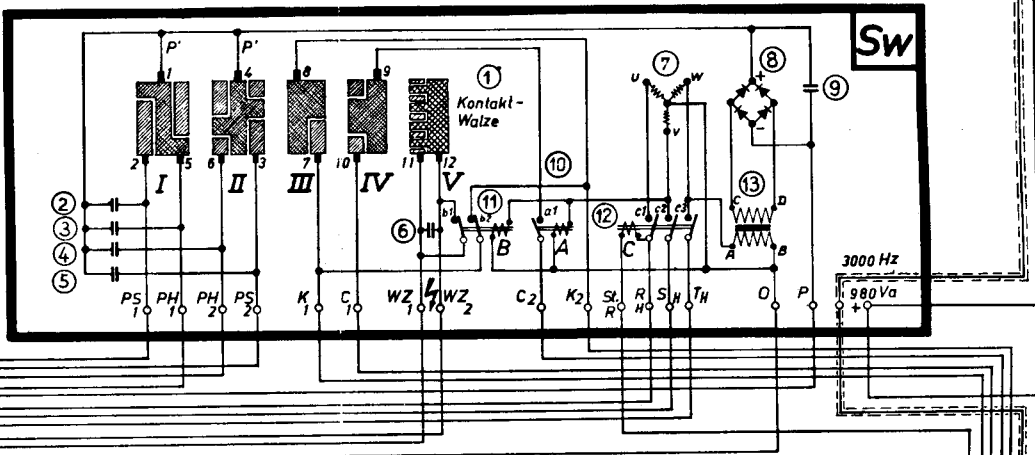 Sw
P' P' 8 9 1 Kontakt-
Walze
7 U W V 8 + - 9
1 4
2 5 6 3 7 10 11 12
I II III IV V
10 11 12 13
2
3
4
5
6 b1 b2 B a1 A c1 c2 c3 C C D A B
PS 1 PH 1 PH 2 PS 2 K 1 C 1 WZ 1 WZ 2 C2 K2 St. R R H S H T H O P
3000 Hz
+ 980 Va